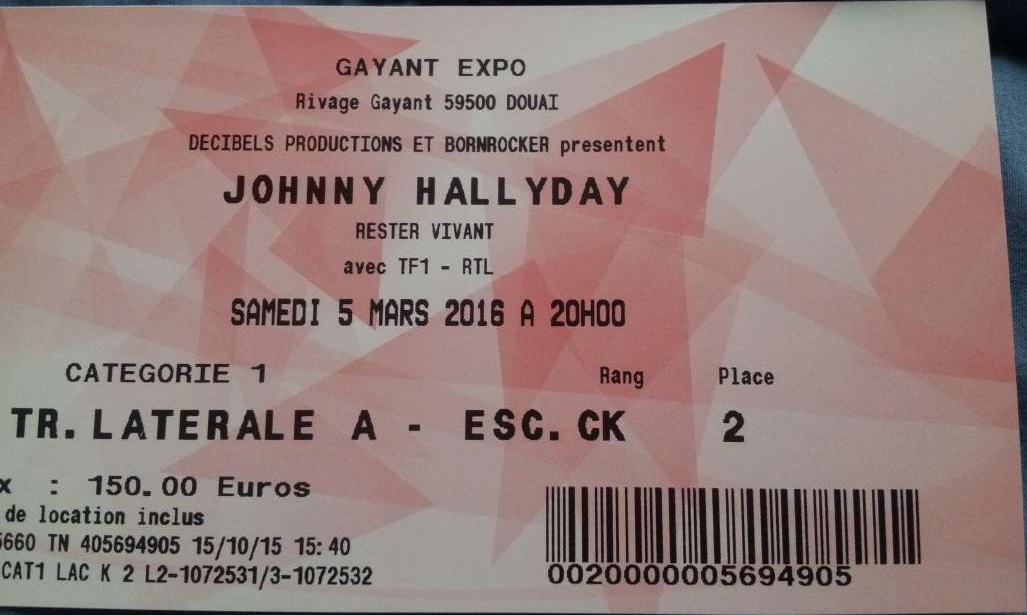 GAYANT EXPO
Rivage Gayant 59500 DOUAI
DECIBELS PRODUCTIONS ET BORNROCKER presentent
JOHNNY HALLYDAY
RESTER VIVANT
avec TF1 - RTL
SAMEDI 5 MARS 2016 A 20H00
CATEGORIE 1 Rang Place
TR. LATERALE A - ESC. CK 2
x : 150.00 Euros
de location inclus
5660 TN 405694905 15/10/15 15:40
CAT1 LAC K 2 L2-1072531/3-1072532
0020000005694905